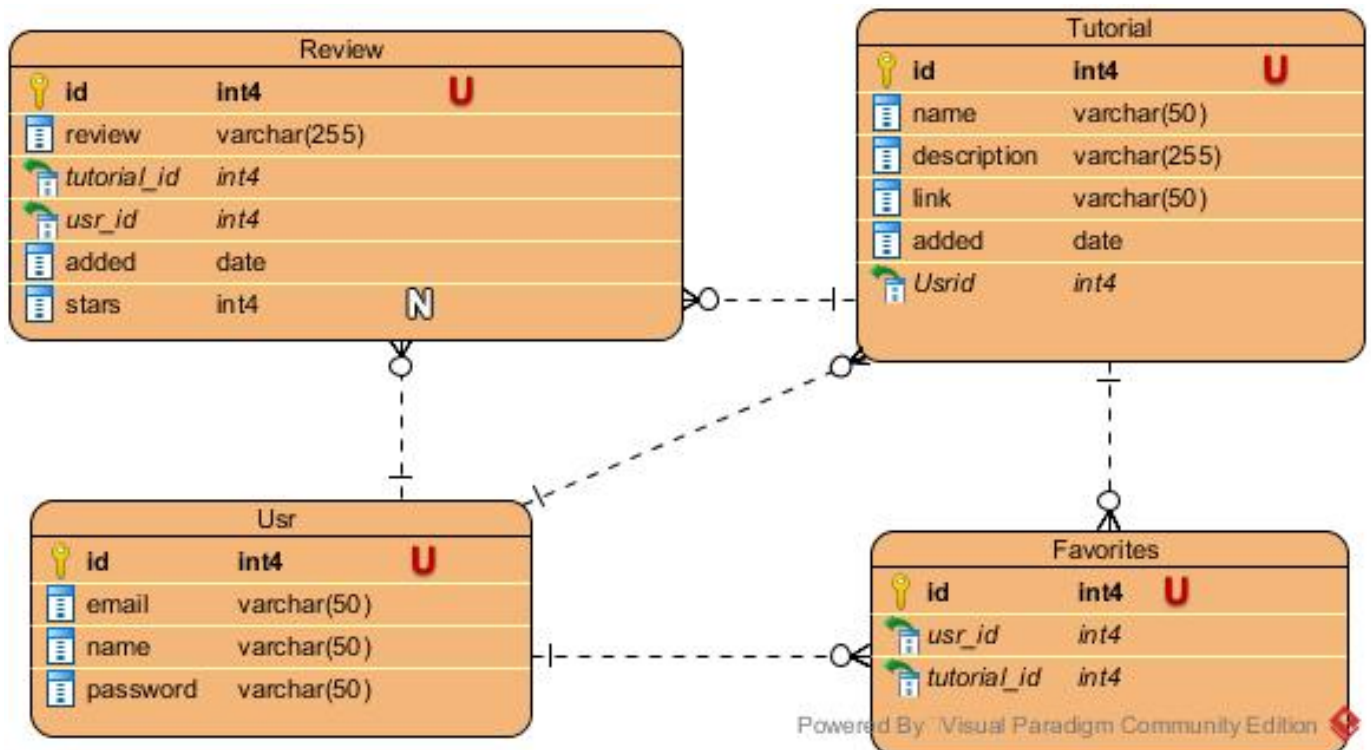 Review
id int4 U
review varchar(255)
tutorial_id int4
usr_id int4
added date
stars int4 N
Tutorial
id int4 U
name varchar(50)
description varchar(255)
link varchar(50)
added date
Usrid int4
Usr
id int4 U
email varchar(50)
name varchar(50)
password varchar(50)
Favorites
id int4 U
usr_id int4
tutorial_id int4
Powered By Visual Paradigm Community Edition